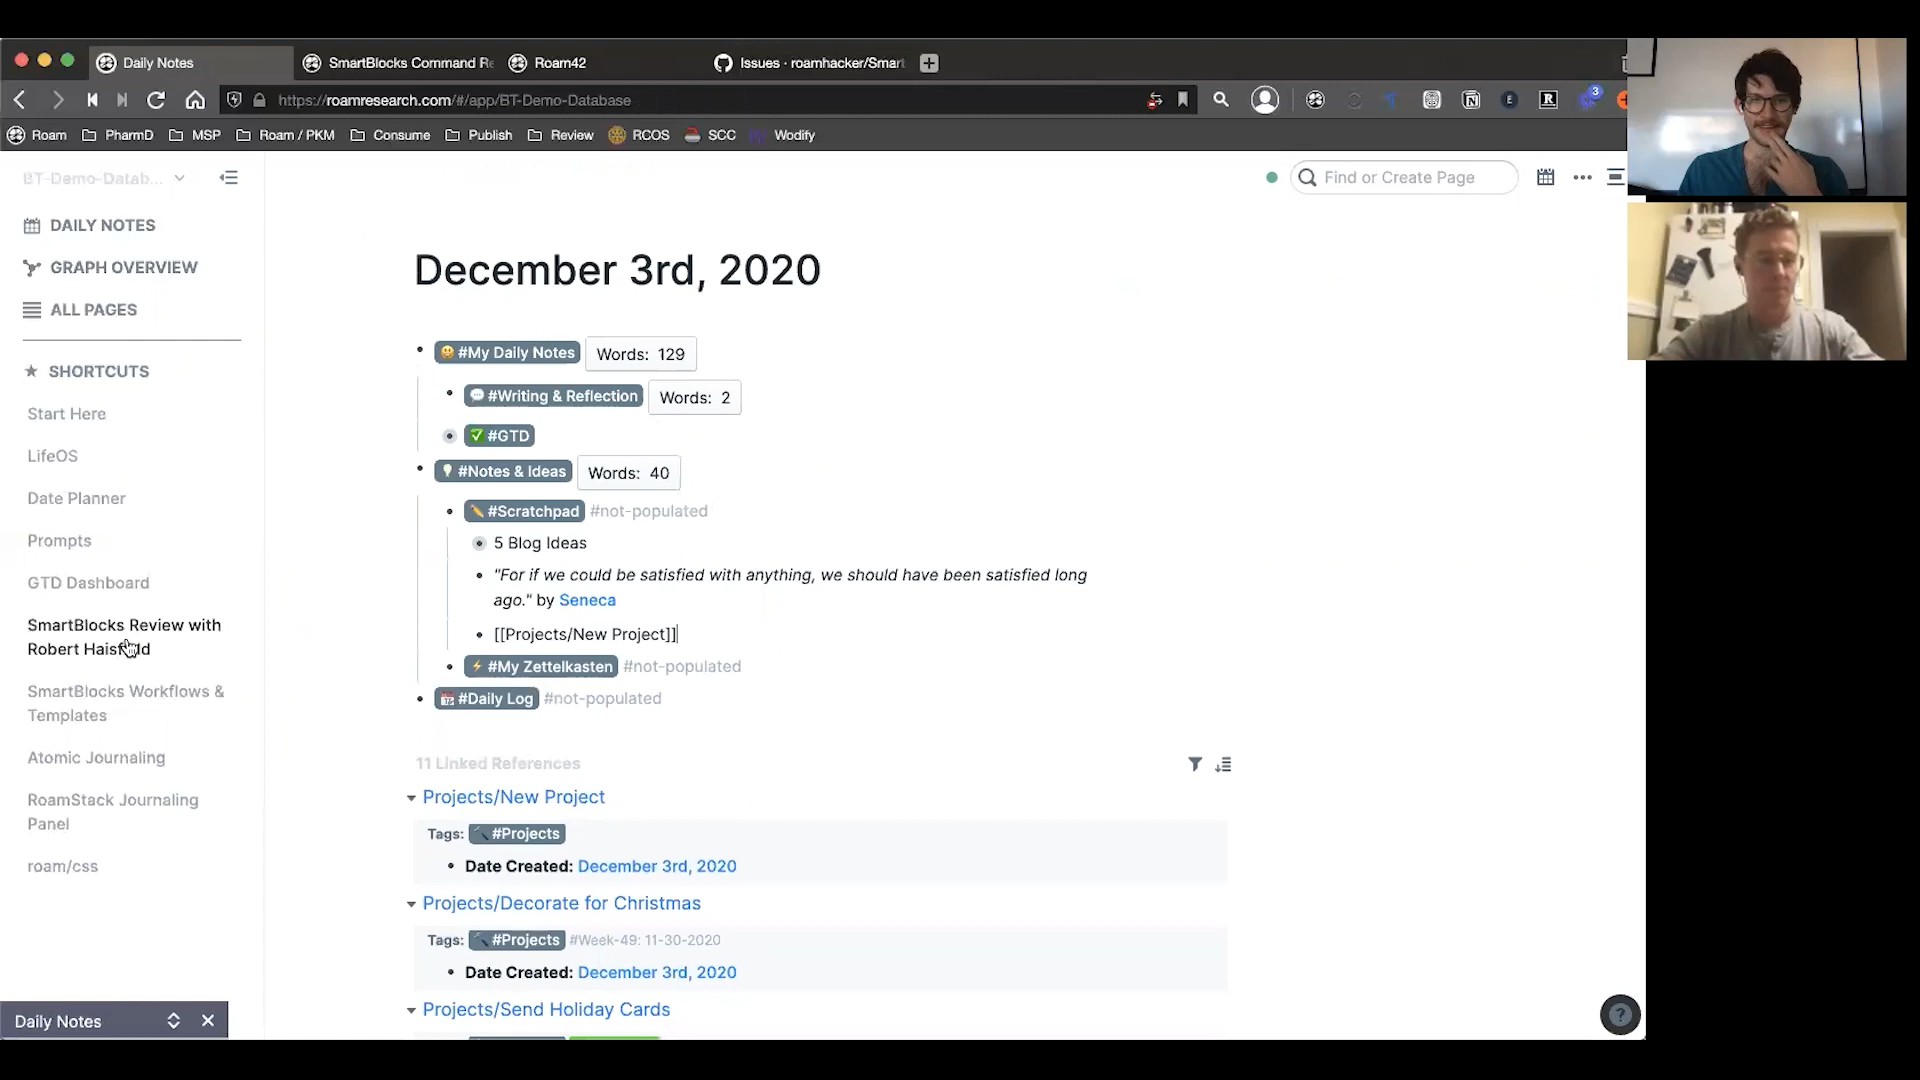 Daily Notes
SmartBlocks Command Re
Roam42
Issues · roamhacker/Smart
https://roamresearch.com/#/app/BT-Demo-Database
3
Roam
PharmD
MSP
Roam / PKM
Consume
Publish
Review
RCOS
SCC
Wodify
BT-Demo-Datab...
Find or Create Page
DAILY NOTES
GRAPH OVERVIEW
ALL PAGES
SHORTCUTS
Start Here
LifeOS
Date Planner
Prompts
GTD Dashboard
SmartBlocks Review with
Robert Haisfield
SmartBlocks Workflows &
Templates
Atomic Journaling
RoamStack Journaling
Panel
roam/css
Daily Notes
December 3rd, 2020
#My Daily Notes Words: 129
#Writing & Reflection Words: 2
#GTD
#Notes & Ideas Words: 40
#Scratchpad #not-populated
5 Blog Ideas
"For if we could be satisfied with anything, we should have been satisfied long
ago." by Seneca
[[Projects/New Project]]
#My Zettelkasten #not-populated
#Daily Log #not-populated
11 Linked References
Projects/New Project
Tags: #Projects
Date Created: December 3rd, 2020
Projects/Decorate for Christmas
Tags: #Projects #Week-49: 11-30-2020
Date Created: December 3rd, 2020
Projects/Send Holiday Cards